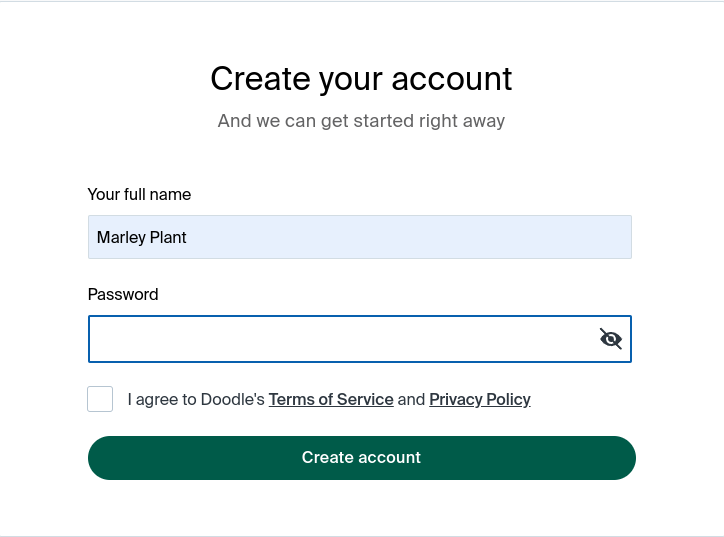 Create your account
And we can get started right away
Your full name
Marley Plant
Password
I agree to Doodle's Terms of Service and Privacy Policy
Create account